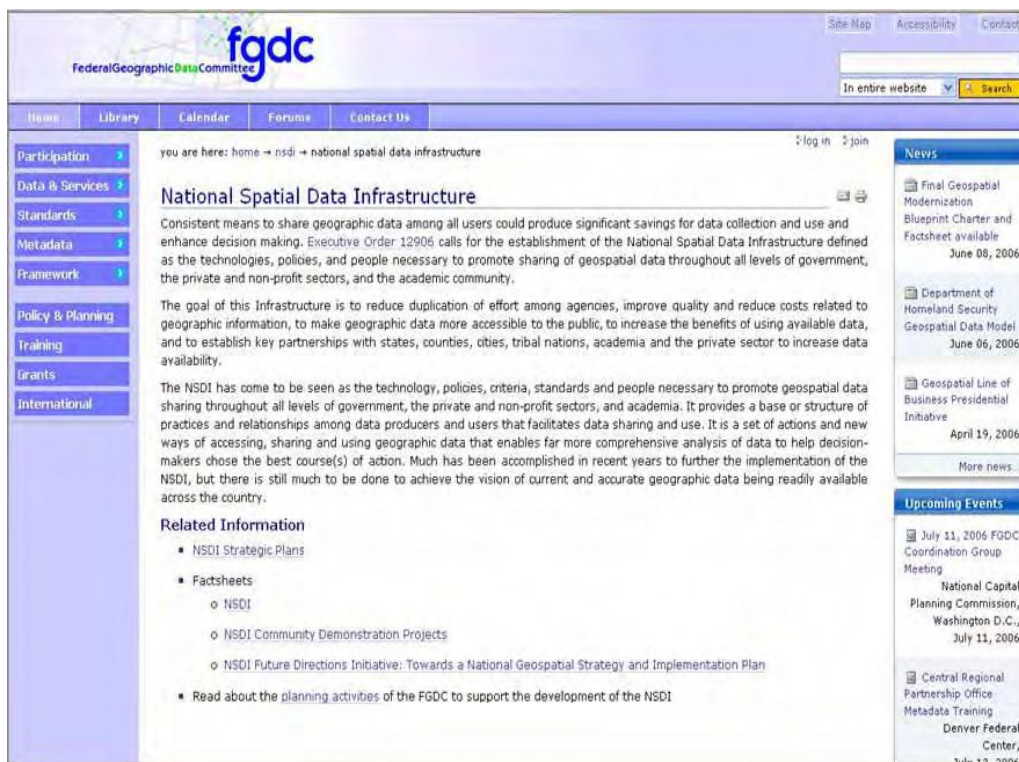 Site Map Accessibility Contact
fgdc
FederalGeographicDataCommittee
In entire website Search
Home Library Calendar Forums Contact Us
Participation
Data & Services
Standards
Metadata
Framework
Policy & Planning
Training
Grants
International
you are here: home → nsdi → national spatial data infrastructure
log in join
National Spatial Data Infrastructure
Consistent means to share geographic data among all users could produce significant savings for data collection and use and
enhance decision making. Executive Order 12906 calls for the establishment of the National Spatial Data Infrastructure defined
as the technologies, policies, and people necessary to promote sharing of geospatial data throughout all levels of government,
the private and non-profit sectors, and the academic community.
The goal of this Infrastructure is to reduce duplication of effort among agencies, improve quality and reduce costs related to
geographic information, to make geographic data more accessible to the public, to increase the benefits of using available data,
and to establish key partnerships with states, counties, cities, tribal nations, academia and the private sector to increase data
availability.
The NSDI has come to be seen as the technology, policies, criteria, standards and people necessary to promote geospatial data
sharing throughout all levels of government, the private and non-profit sectors, and academia. It provides a base or structure of
practices and relationships among data producers and users that facilitates data sharing and use. It is a set of actions and new
ways of accessing, sharing and using geographic data that enables far more comprehensive analysis of data to help decision-
makers chose the best course(s) of action. Much has been accomplished in recent years to further the implementation of the
NSDI, but there is still much to be done to achieve the vision of current and accurate geographic data being readily available
across the country.
Related Information
NSDI Strategic Plans
Factsheets
NSDI
NSDI Community Demonstration Projects
NSDI Future Directions Initiative: Towards a National Geospatial Strategy and Implementation Plan
Read about the planning activities of the FGDC to support the development of the NSDI
News
Final Geospatial
Modernization
Blueprint Charter and
Factsheet available
June 08, 2006
Department of
Homeland Security
Geospatial Data Model
June 06, 2006
Geospatial Line of
Business Presidential
Initiative
April 19, 2006
More news...
Upcoming Events
July 11, 2006 FGDC
Coordination Group
Meeting
National Capital
Planning Commission,
Washington D.C.,
July 11, 2006
Central Regional
Partnership Office
Metadata Training
Denver Federal
Center,